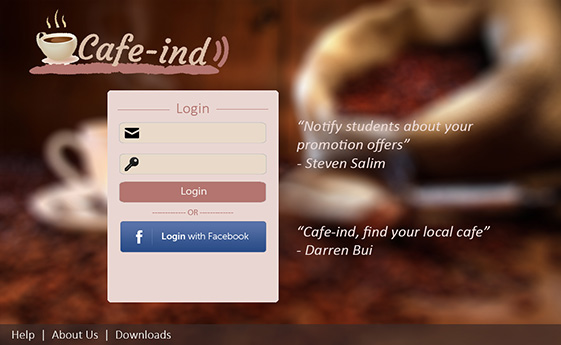 Cafe-ind
Login
Login
OR
f Login with Facebook
“Notify students about your
promotion offers”
- Steven Salim
“Cafe-ind, find your local cafe”
- Darren Bui
Help | About Us | Downloads